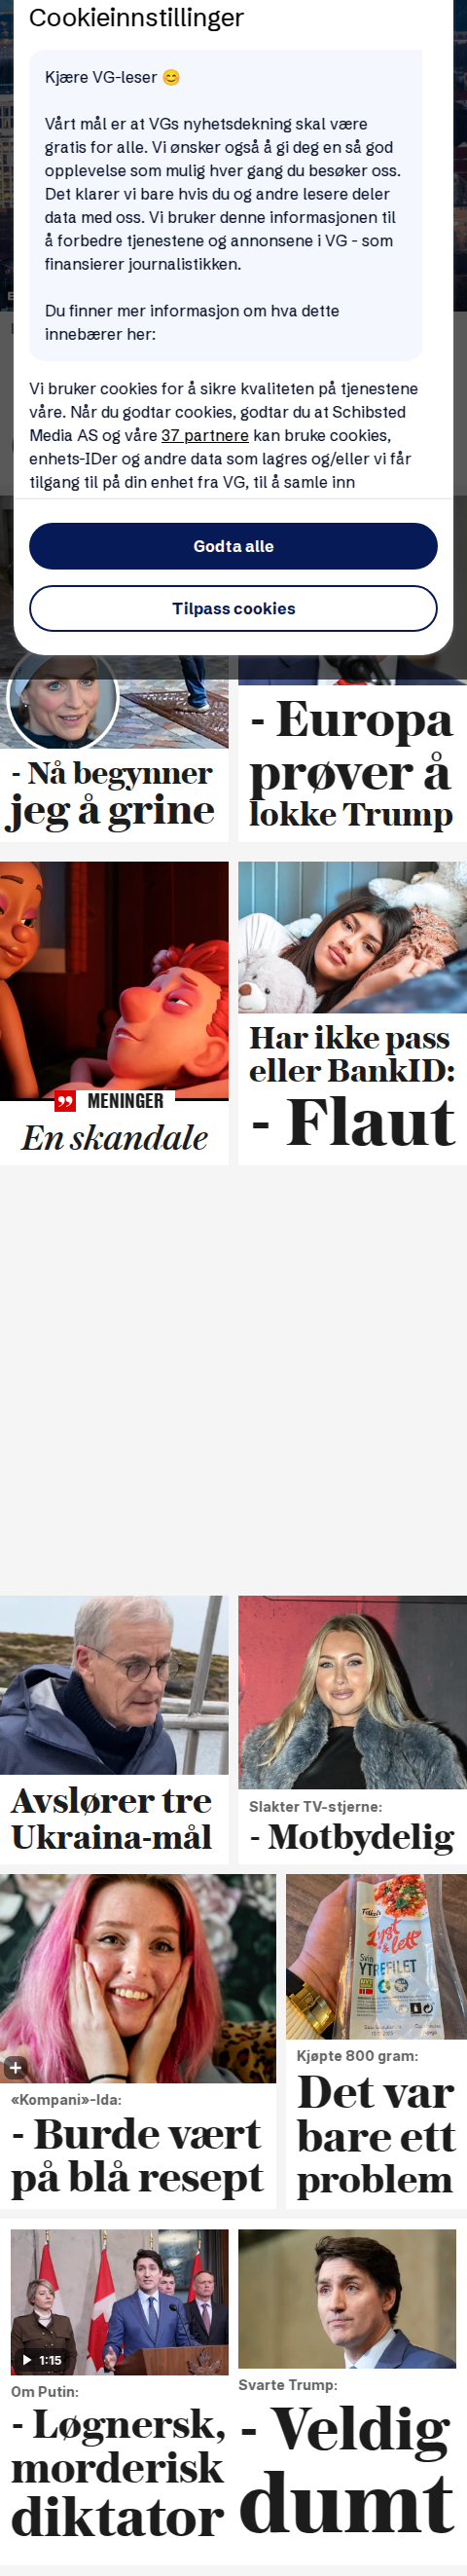 Cookieinnstillinger
Kjære VG-leser 😊
Vårt mål er at VGs nyhetsdekning skal være
gratis for alle. Vi ønsker også å gi deg en så god
opplevelse som mulig hver gang du besøker oss.
Det klarer vi bare hvis du og andre lesere deler
data med oss. Vi bruker denne informasjonen til
å forbedre tjenestene og annonsene i VG - som
finansierer journalistikken.
Du finner mer informasjon om hva dette
innebærer her:
Vi bruker cookies for å sikre kvaliteten på tjenestene
våre. Når du godtar cookies, godtar du at Schibsted
Media AS og våre 37 partnere kan bruke cookies,
enhets-IDer og andre data som lagres og/eller vi får
tilgang til på din enhet fra VG, til å samle inn
Godta alle
Tilpass cookies
- Nå begynner
jeg å grine
- Europa
prøver å
lokke Trump
MENINGER
En skandale
Har ikke pass
eller BankID:
- Flaut
Avslører tre
Ukraina-mål
Slakter TV-stjerne:
- Motbydelig
«Kompani»-Ida:
- Burde vært
på blå resept
Folkets
lyst & lett
Svin
YTREFILET
Kjøpte 800 gram:
Det var
bare ett
problem
1:15
Om Putin:
- Løgnersk,
morderisk
diktator
Svarte Trump:
- Veldig
dumt